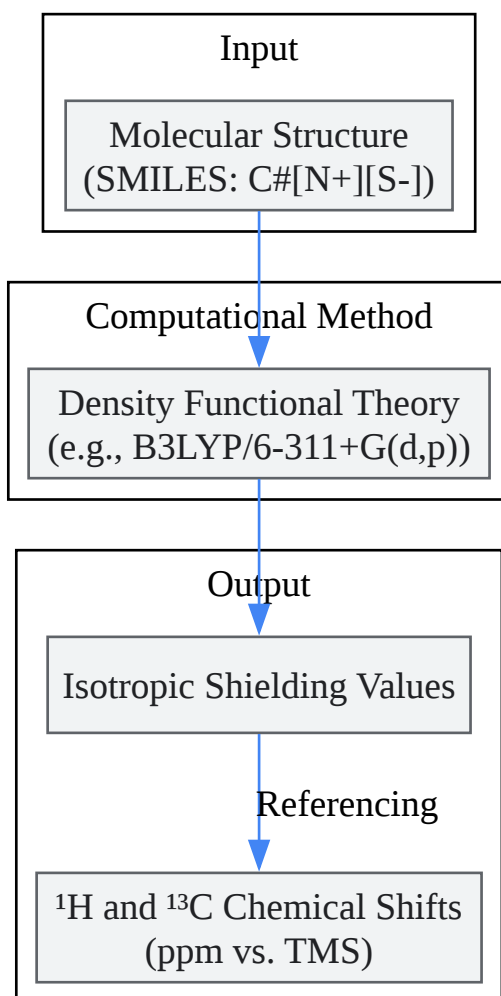 Input
Molecular Structure
(SMILES: C#[N+][S-])
Computational Method
Density Functional Theory
(e.g., B3LYP/6-311+G(d,p))
Output
Isotropic Shielding Values
Referencing
¹H and ¹³C Chemical Shifts
(ppm vs. TMS)